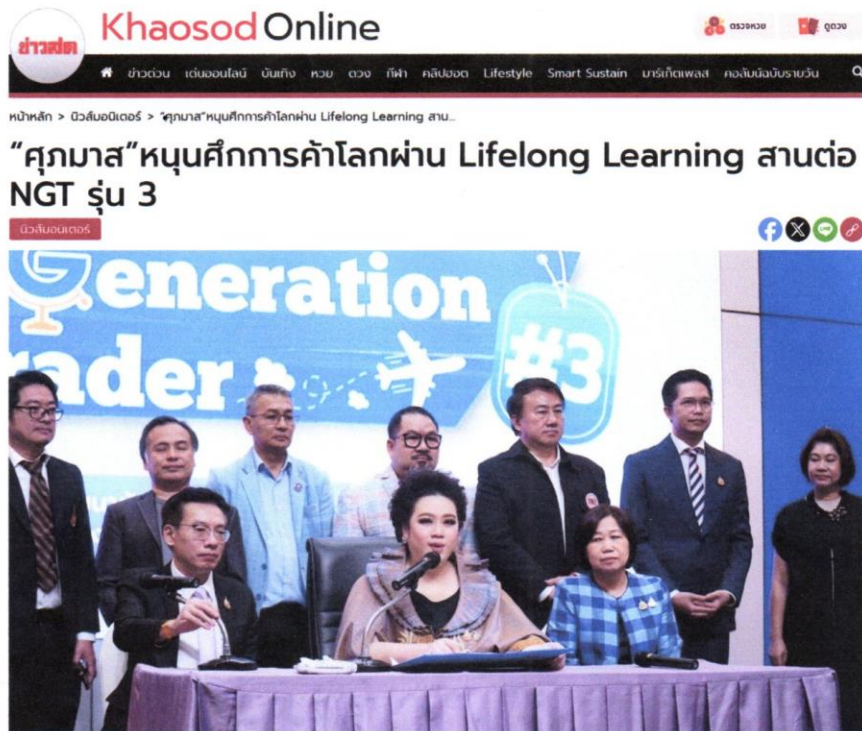 ข่าวสด
Khaosod Online
ตรวจหวย
ดูดวง
ข่าวด่วน เด่นออนไลน์ บันเทิง หวย ดวง กีฬา คลิปฮอต Lifestyle Smart Sustain มาร์เก็ตเพลส คอลัมน์ฉบับรายวัน
หน้าหลัก > นิวส์มอนิเตอร์ > “ศุภมาส”หนุนศึกการค้าโลกผ่าน Lifelong Learning สาน...
“ศุภมาส”หนุนศึกการค้าโลกผ่าน Lifelong Learning สานต่อ
NGT รุ่น 3
นิวส์มอนิเตอร์
Generation
rader
#3